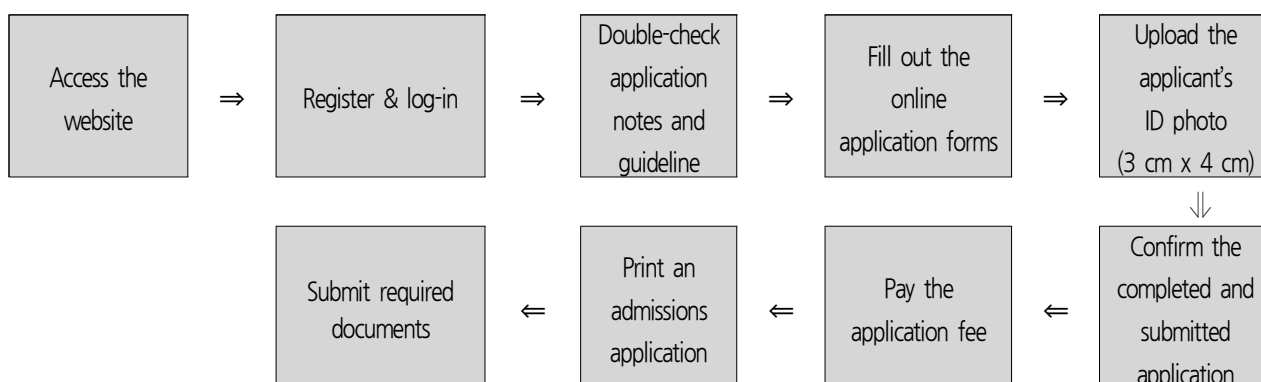 Access the
website
⇒
Register & log-in
⇒
Double-check
application
notes and
guideline
⇒
Fill out the
online
application forms
⇒
Upload the
applicant's
ID photo
(3 cm x 4 cm)
⇓
Confirm the
completed and
submitted
application
⇐
Pay the
application fee
⇐
Print an
admissions
application
⇐
Submit required
documents